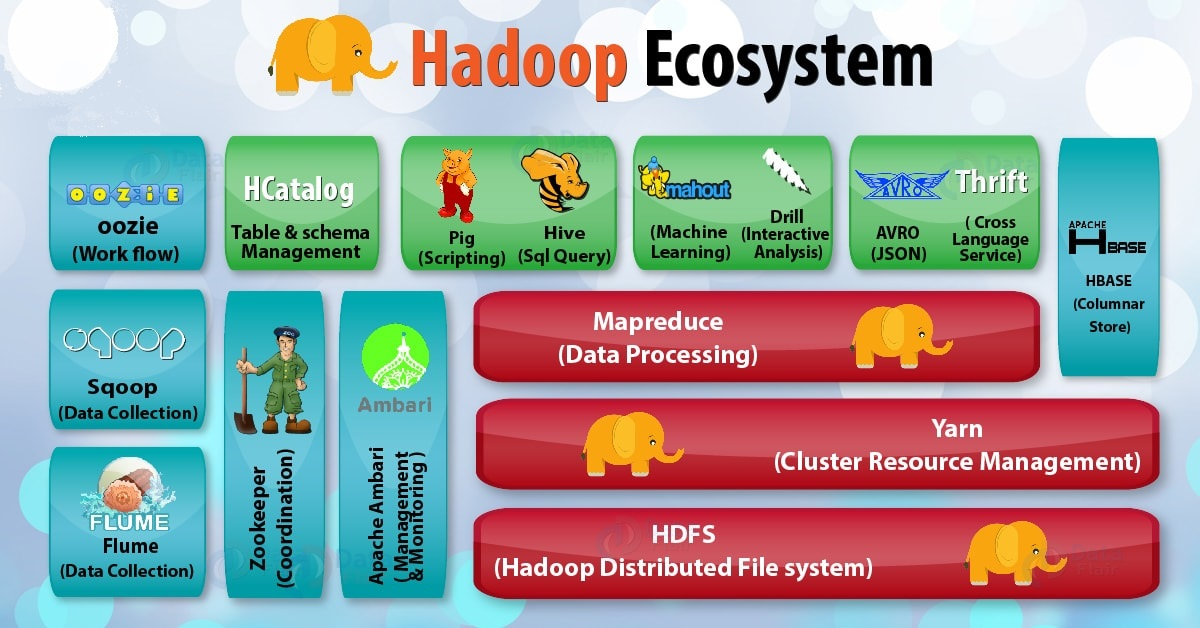 Hadoop Ecosystem
OOZiE
oozie
(Work flow)
HCatalog
Table & schema
Management
Pig
(Scripting)
Hive
(Sql Query)
mahout
(Machine
Learning)
Drill
(Interactive
Analysis)
AVRO
AVRO
(JSON)
Thrift
( Cross
Language
Service)
APACHE
HBASE
HBASE
(Columnar
Store)
sqoop
Sqoop
(Data Collection)
FLUME
Flume
(Data Collection)
ZOO
Zookeeper
(Coordination)
Ambari
Apache Ambari
( Management
& Monitoring )
Mapreduce
(Data Processing)
Yarn
(Cluster Resource Management)
HDFS
(Hadoop Distributed File system)
Data
Flair